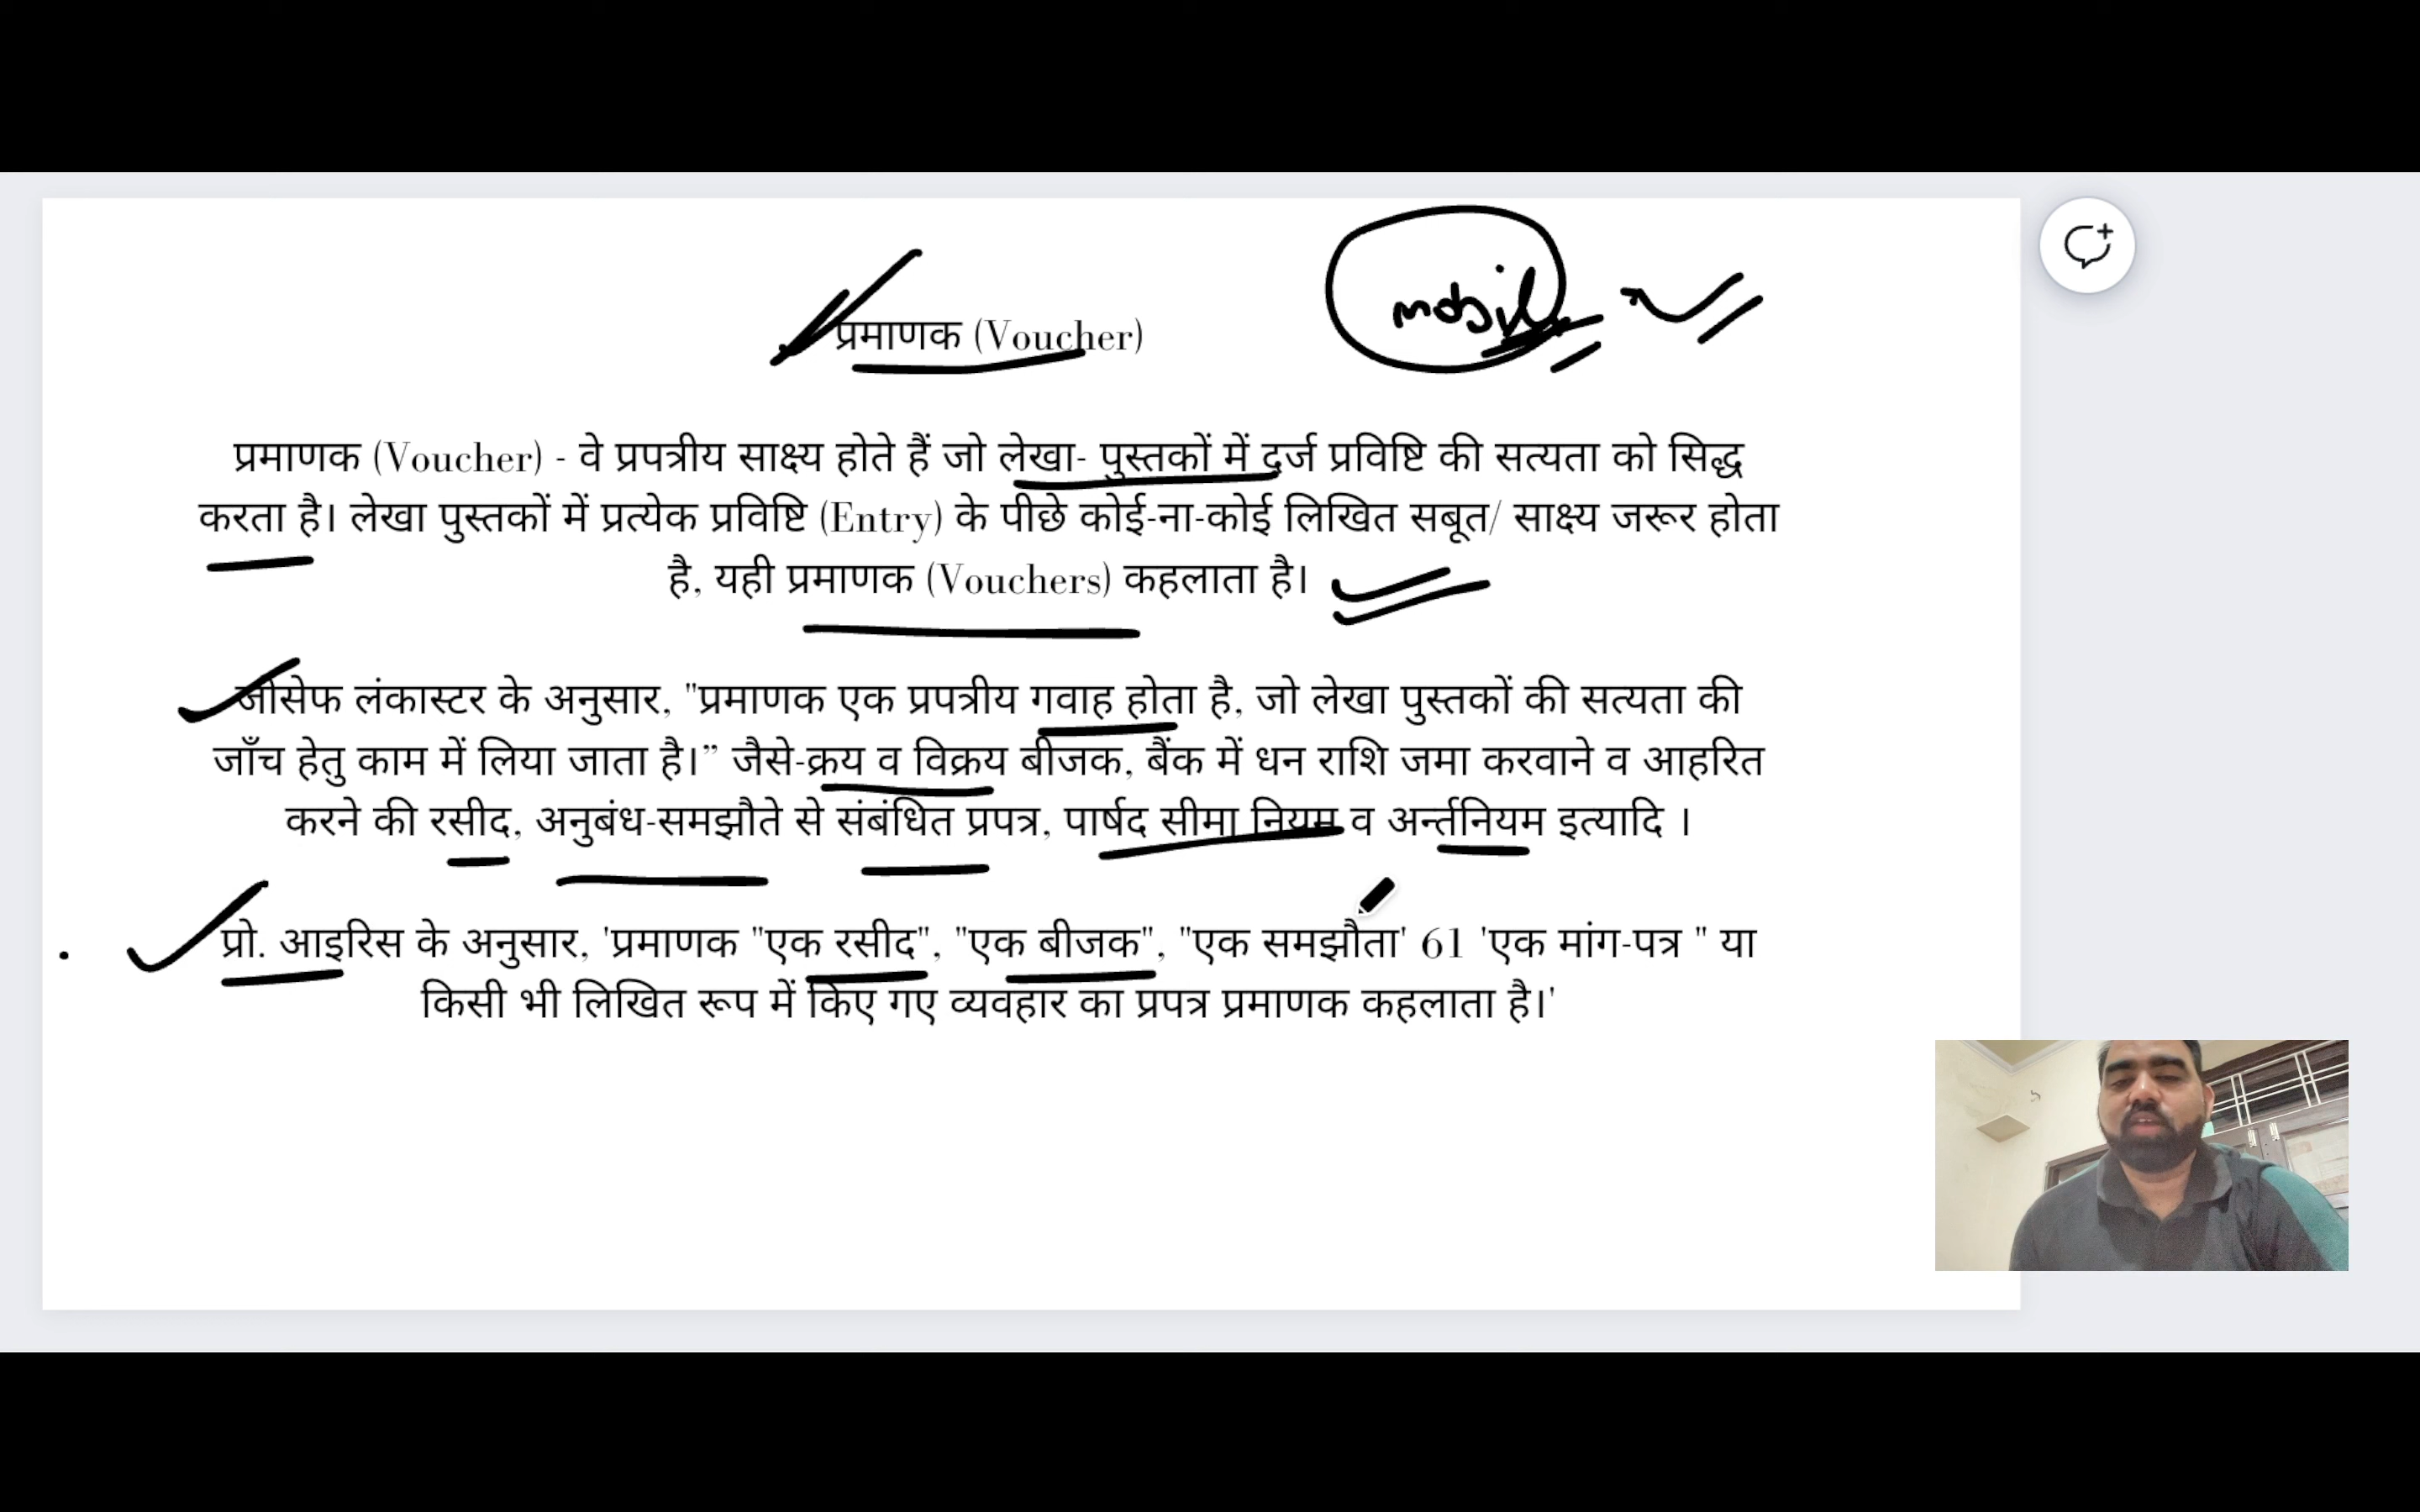 प्रमाणक (Voucher)
mobile
प्रमाणक (Voucher) - वे प्रपत्रीय साक्ष्य होते हैं जो लेखा- पुस्तकों में दर्ज प्रविष्टि की सत्यता को सिद्ध
करता है। लेखा पुस्तकों में प्रत्येक प्रविष्टि (Entry) के पीछे कोई-ना-कोई लिखित सबूत/ साक्ष्य जरूर होता
है, यही प्रमाणक (Vouchers) कहलाता है।
जोसेफ लंकास्टर के अनुसार, "प्रमाणक एक प्रपत्रीय गवाह होता है, जो लेखा पुस्तकों की सत्यता की
जाँच हेतु काम में लिया जाता है।” जैसे-क्रय व विक्रय बीजक, बैंक में धन राशि जमा करवाने व आहरित
करने की रसीद, अनुबंध-समझौते से संबंधित प्रपत्र, पार्षद सीमा नियम व अर्न्तनियम इत्यादि ।
प्रो. आइरिस के अनुसार, 'प्रमाणक "एक रसीद", "एक बीजक", "एक समझौता' 61 'एक मांग-पत्र " या
किसी भी लिखित रूप में किए गए व्यवहार का प्रपत्र प्रमाणक कहलाता है।'